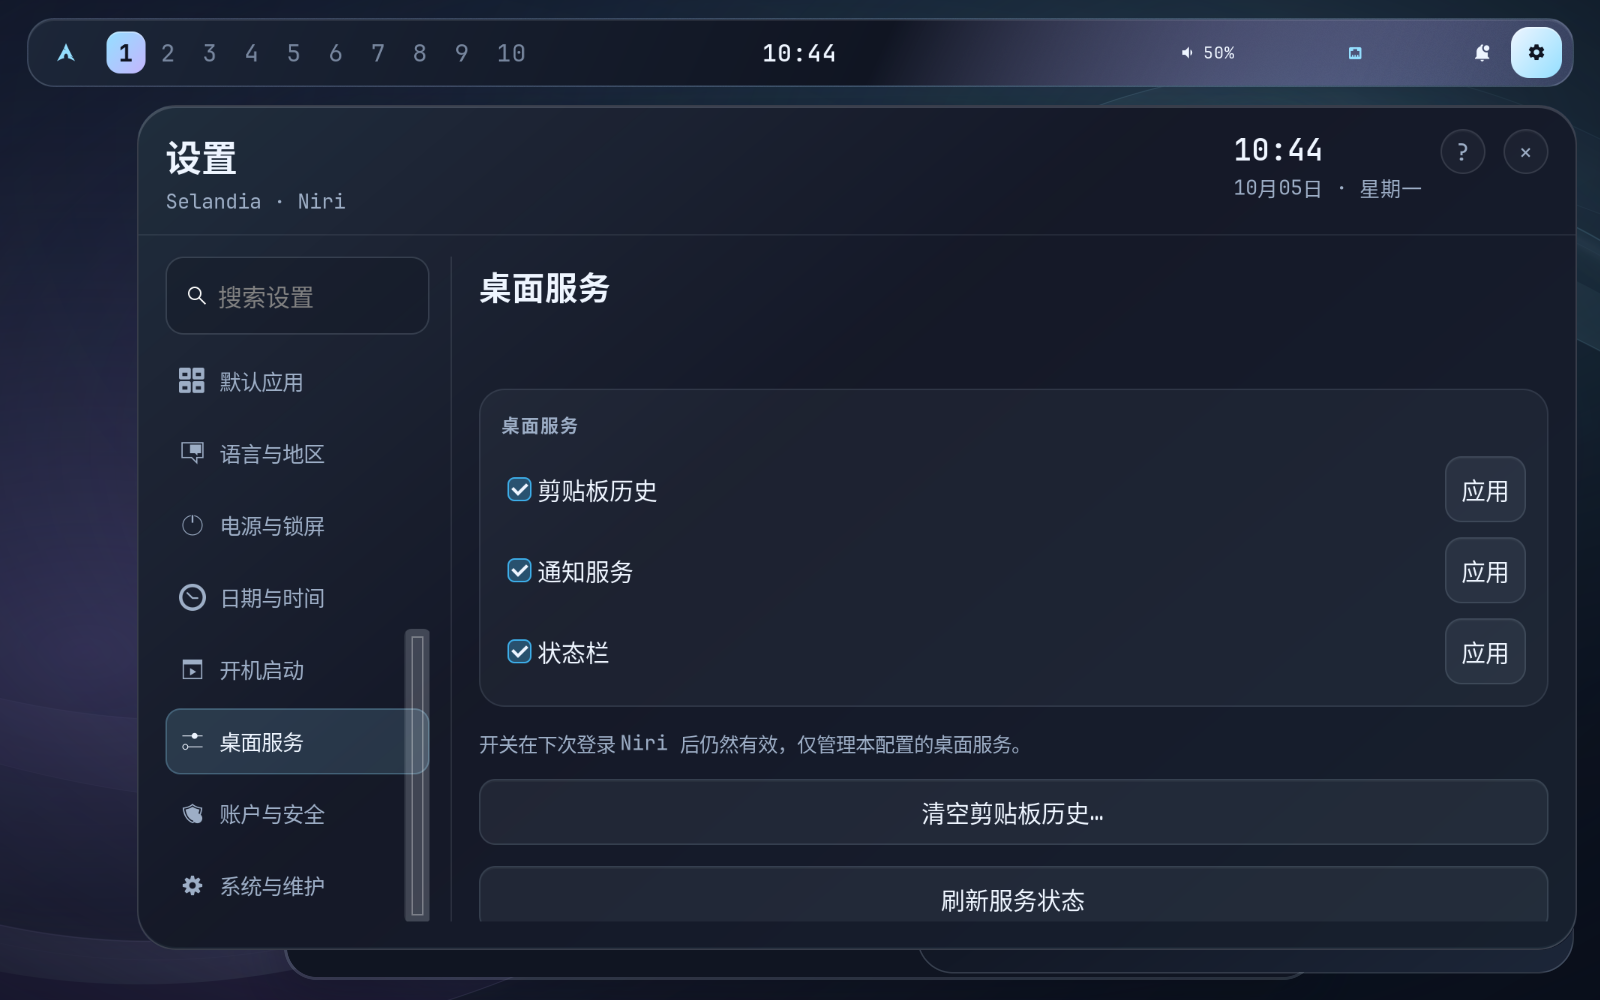 1 2 3 4 5 6 7 8 9 10
10:44
50%
设置
Selandia · Niri
10:44
10月05日 · 星期一
?
×
搜索设置
默认应用
语言与地区
电源与锁屏
日期与时间
开机启动
桌面服务
账户与安全
系统与维护
桌面服务
桌面服务
剪贴板历史
应用
通知服务
应用
状态栏
应用
开关在下次登录 Niri 后仍然有效，仅管理本配置的桌面服务。
清空剪贴板历史…
刷新服务状态